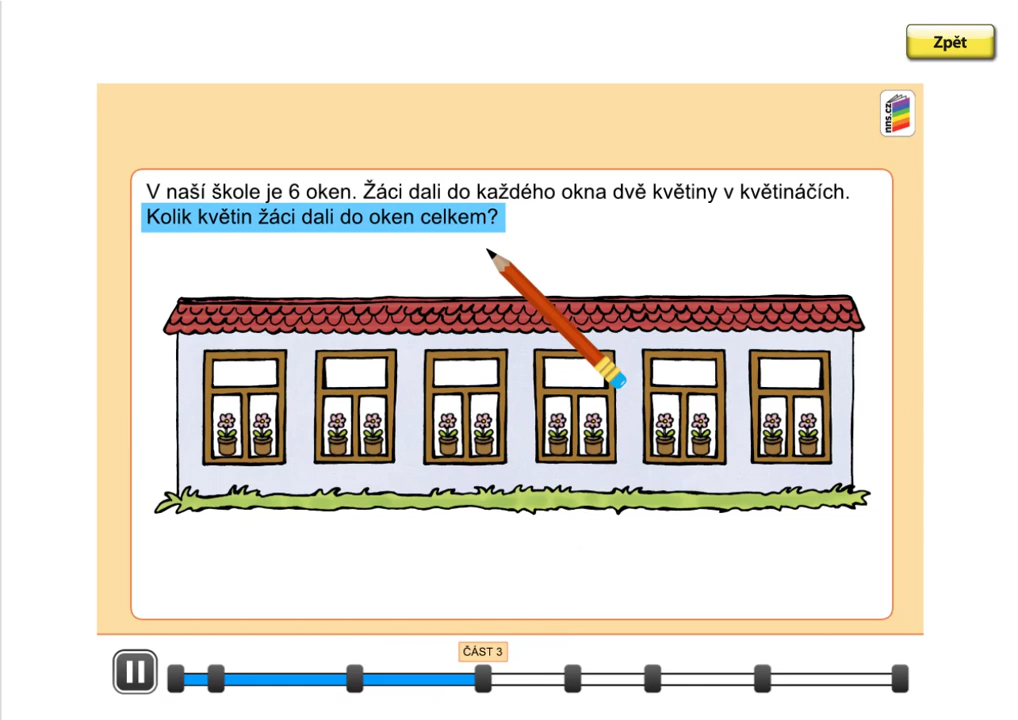 Zpět
nns.cz
V naší škole je 6 oken. Žáci dali do každého okna dvě květiny v květináčích.
Kolik květin žáci dali do oken celkem?
ČÁST 3